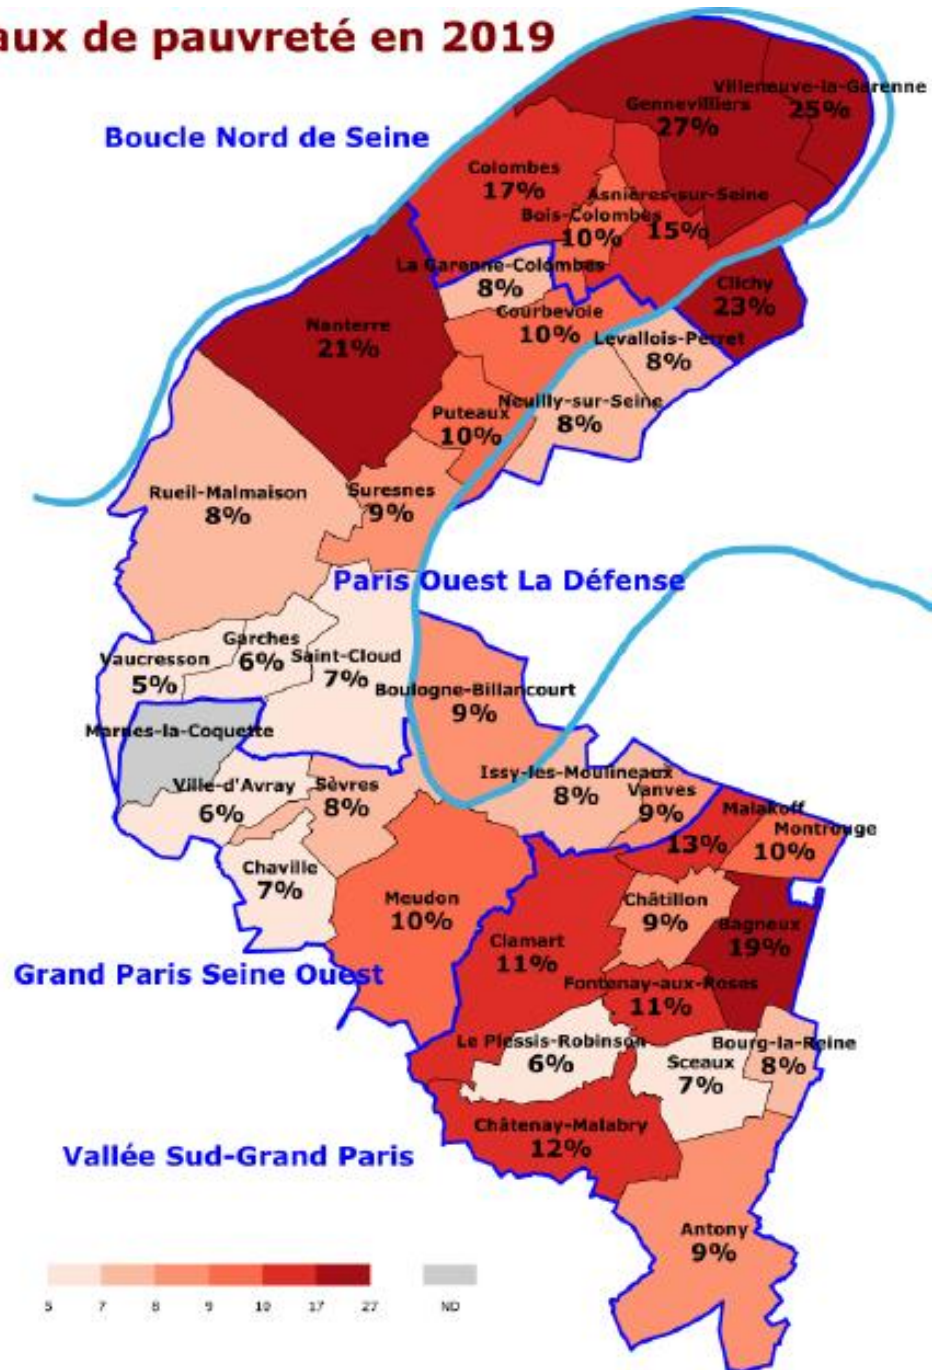 aux de pauvreté en 2019
Villeneuve-la-Garenne
25%
Gennevilliers
27%
Boucle Nord de Seine
Colombes
17%
Asnières-sur-Seine
15%
Bois-Colombes
10%
La Garenne-Colombes
8%
Clichy
23%
Courbevoie
10%
Nanterre
21%
Levallois-Perret
8%
Neuilly-sur-Seine
8%
Puteaux
10%
Rueil-Malmaison
8%
Suresnes
9%
Paris Ouest La Défense
Garches
6%
Vaucresson
5%
Saint-Cloud
7%
Boulogne-Billancourt
9%
Marnes-la-Coquette
Issy-les-Moulineaux
8%
Vanves
9%
Ville-d'Avray
6%
Sèvres
8%
Malakoff
13%
Montrouge
10%
Chaville
7%
Meudon
10%
Châtillon
9%
Bagneux
19%
Clamart
11%
Grand Paris Seine Ouest
Fontenay-aux-Roses
11%
Le Plessis-Robinson
6%
Bourg-la-Reine
8%
Sceaux
7%
Châtenay-Malabry
12%
Vallée Sud-Grand Paris
Antony
9%
5 7 8 9 10 17 27 ND